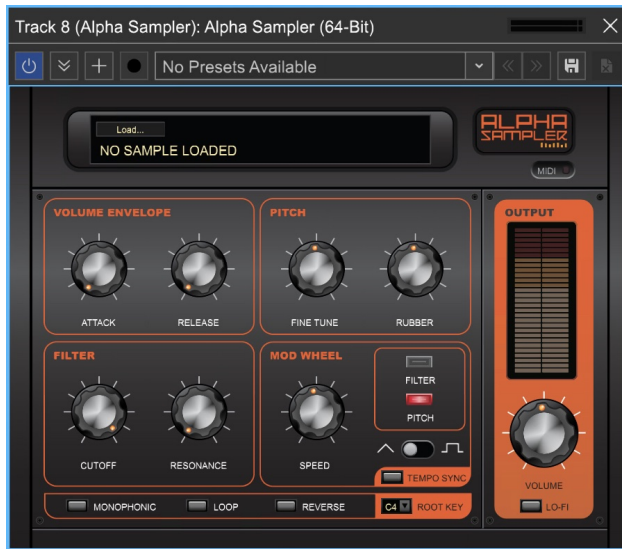 Track 8 (Alpha Sampler): Alpha Sampler (64-Bit)
No Presets Available
Load...
NO SAMPLE LOADED
ALPHA
SAMPLER
MIDI
VOLUME ENVELOPE
PITCH
OUTPUT
ATTACK
RELEASE
FINE TUNE
RUBBER
FILTER
MOD WHEEL
FILTER
PITCH
CUTOFF
RESONANCE
SPEED
TEMPO SYNC
VOLUME
MONOPHONIC
LOOP
REVERSE
C4
ROOT KEY
LO-FI